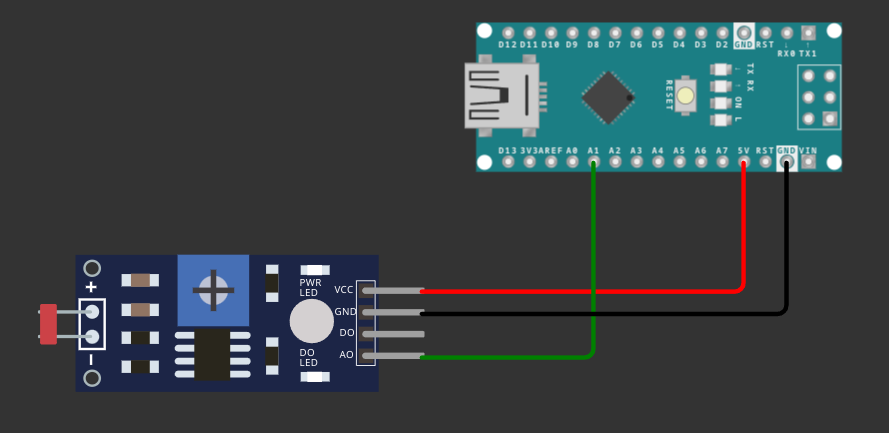 D12 D11 D10 D9 D8 D7 D6 D5 D4 D3 D2 GND RST
RX0 TX1
RESET
TX
RX
ON
L
D13 3V3 AREF A0 A1 A2 A3 A4 A5 A6 A7 5V RST GND VIN
+
PWR
LED
VCC
GND
DO
AO
DO
LED
–